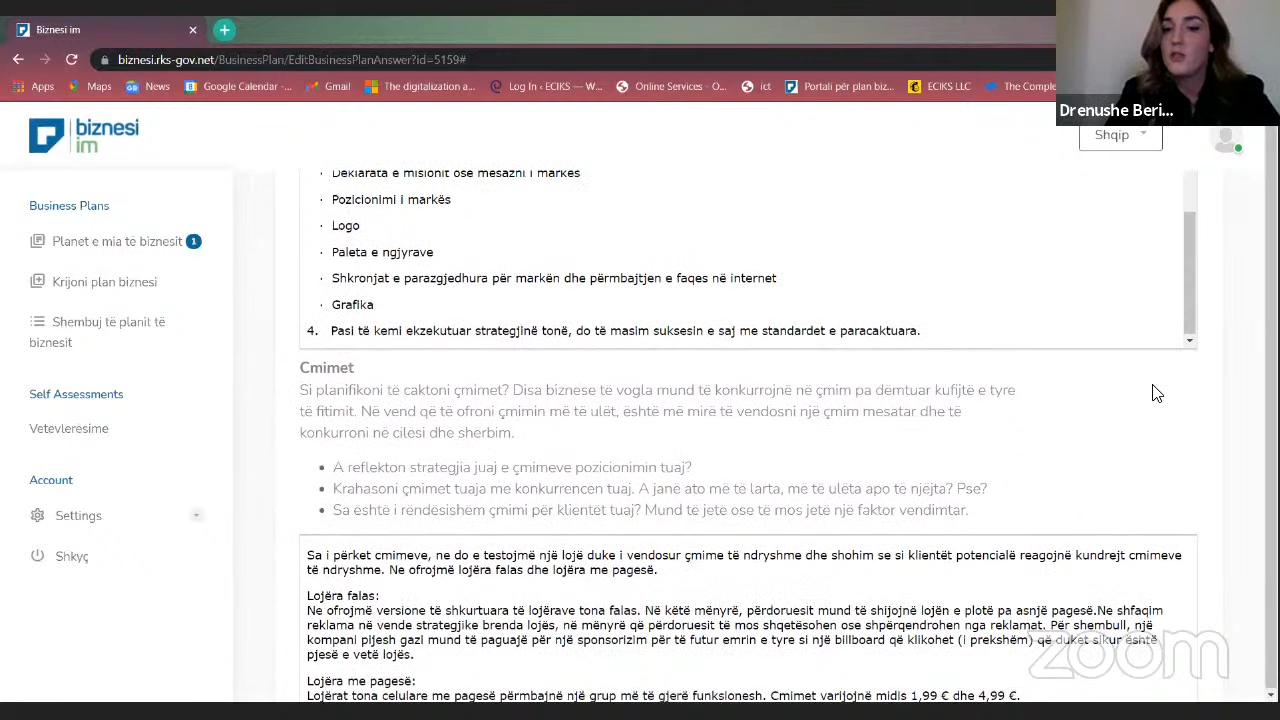 Biznesi im
biznesi.rks-gov.net/BusinessPlan/EditBusinessPlanAnswer?id=5159#
Apps
Maps
News
Google Calendar -...
Gmail
The digitalization a...
Log In ‹ ECIKS — W...
Online Services - O...
ict
Portali për plan biz...
ECIKS LLC
The Comple
Drenushe Beri...
biznesi
im
Shqip
Business Plans
Planet e mia të biznesit 1
Krijoni plan biznesi
Shembuj të planit të
biznesit
Self Assessments
Vetevlerësime
Account
Settings
Shkyç
· Deklarata e misionit ose mesazhi i markës
· Pozicionimi i markës
· Logo
· Paleta e ngjyrave
· Shkronjat e parazgjedhura për markën dhe përmbajtjen e faqes në internet
· Grafika
4. Pasi të kemi ekzekutuar strategjinë tonë, do të masim suksesin e saj me standardet e paracaktuara.
Cmimet
Si planifikoni të caktoni çmimet? Disa biznese të vogla mund të konkurrojnë në çmim pa dëmtuar kufijtë e tyre
të fitimit. Në vend që të ofroni çmimin më të ulët, është më mirë të vendosni një çmim mesatar dhe të
konkurroni në cilësi dhe shërbim.
• A reflekton strategjia juaj e çmimeve pozicionimin tuaj?
• Krahasoni çmimet tuaja me konkurrencën tuaj. A janë ato më të larta, më të ulëta apo të njëjta? Pse?
• Sa është i rëndësishëm çmimi për klientët tuaj? Mund të jetë ose të mos jetë një faktor vendimtar.
Sa i përket cmimeve, ne do e testojmë një lojë duke i vendosur çmime të ndryshme dhe shohim se si klientët potencialë reagojnë kundrejt cmimeve
të ndryshme. Ne ofrojmë lojëra falas dhe lojëra me pagesë.
Lojëra falas:
Ne ofrojmë versione të shkurtuara të lojërave tona falas. Në këtë mënyrë, përdoruesit mund të shijojnë lojën e plotë pa asnjë pagesë.Ne shfaqim
reklama në vende strategjike brenda lojës, në mënyrë që përdoruesit të mos shqetësohen ose shpërqendrohen nga reklamat. Për shembull, një
kompani pijesh gazi mund të paguajë për një sponsorizim për të futur emrin e tyre si një billboard që klikohet (i prekshëm) që duket sikur është
pjesë e vetë lojës.
Lojëra me pagesë:
Lojërat tona celulare me pagesë përmbajnë një grup më të gjerë funksionesh. Cmimet varijojnë midis 1,99 € dhe 4,99 €.
zoom